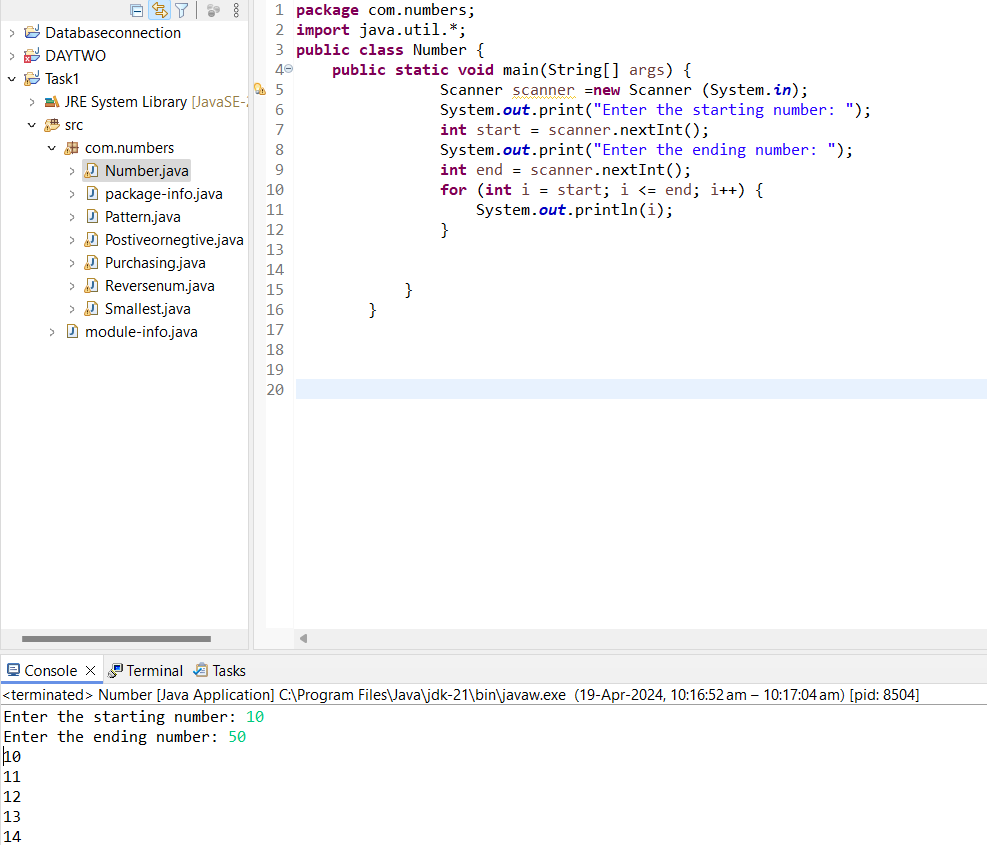 Databaseconnection
DAYTWO
Task1
JRE System Library [JavaSE-
src
com.numbers
Number.java
package-info.java
Pattern.java
Postiveornegtive.java
Purchasing.java
Reversenum.java
Smallest.java
module-info.java
1 package com.numbers;
2 import java.util.*;
3 public class Number {
4 public static void main(String[] args) {
5 Scanner scanner =new Scanner (System.in);
6 System.out.print("Enter the starting number: ");
7 int start = scanner.nextInt();
8 System.out.print("Enter the ending number: ");
9 int end = scanner.nextInt();
10 for (int i = start; i <= end; i++) {
11 System.out.println(i);
12 }
13
14
15 }
16 }
17
18
19
20
Console Terminal Tasks
<terminated> Number [Java Application] C:\Program Files\Java\jdk-21\bin\javaw.exe (19-Apr-2024, 10:16:52 am – 10:17:04 am) [pid: 8504]
Enter the starting number: 10
Enter the ending number: 50
10
11
12
13
14